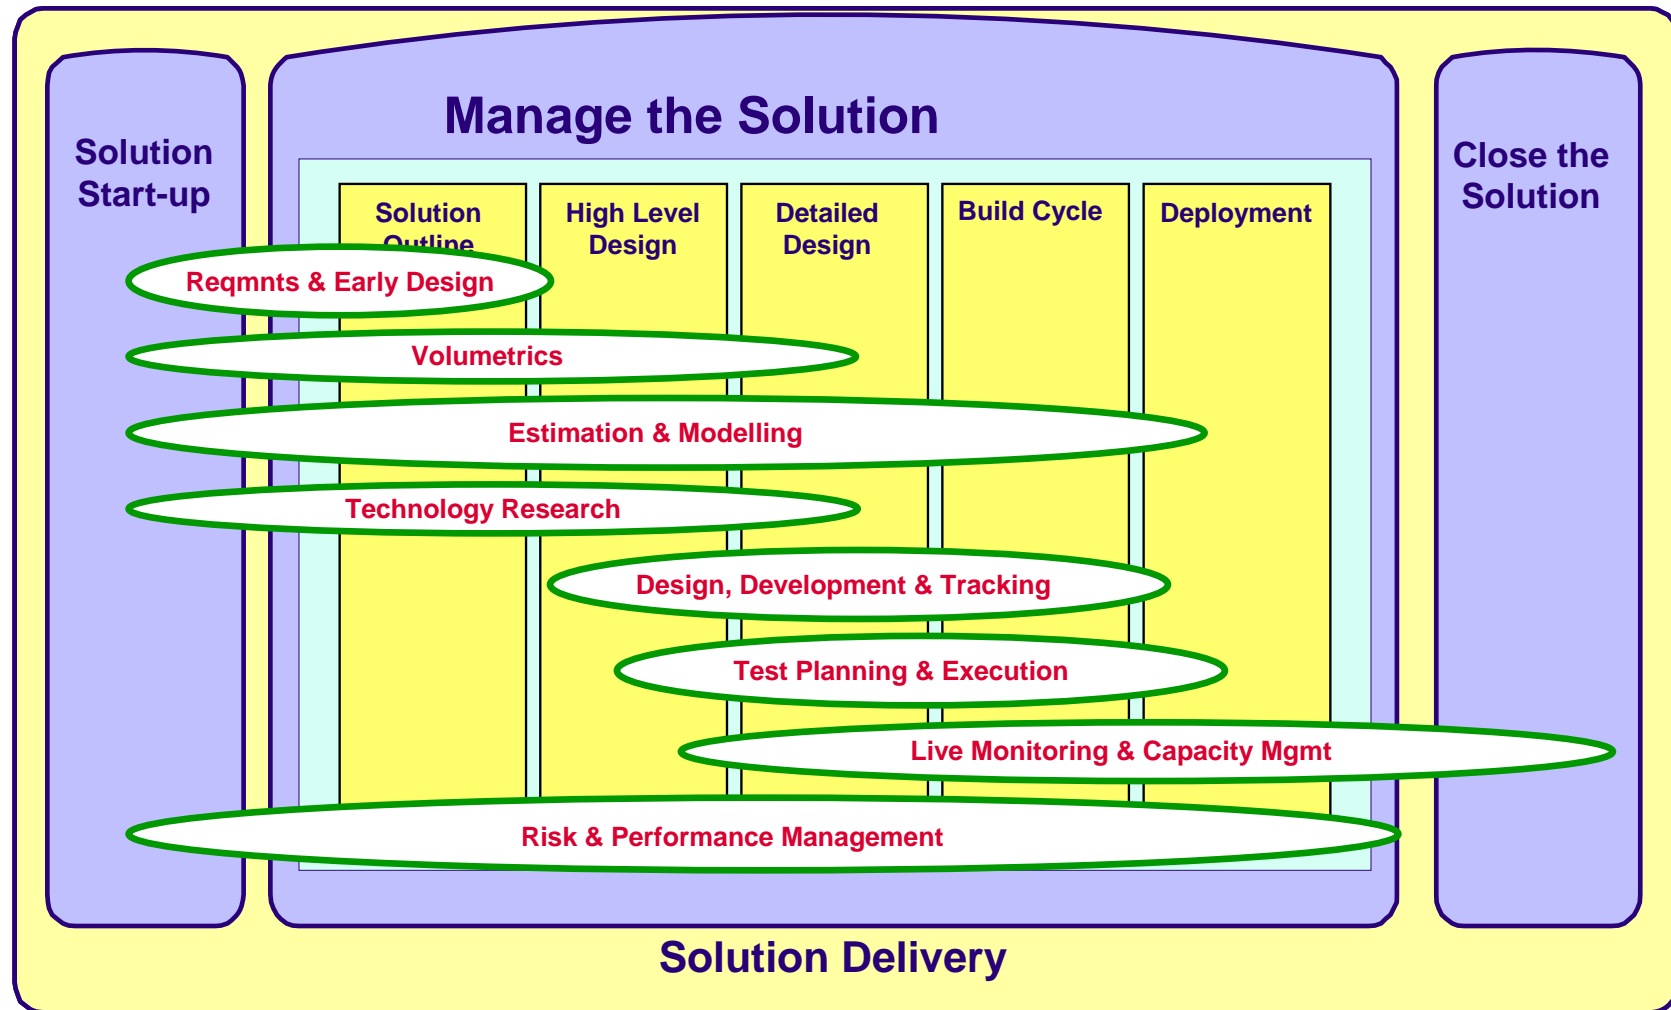 Manage the Solution
Solution
Start-up
Close the
Solution
Solution
Outline
High Level
Design
Detailed
Design
Build Cycle
Deployment
Reqmnts & Early Design
Volumetrics
Estimation & Modelling
Technology Research
Design, Development & Tracking
Test Planning & Execution
Live Monitoring & Capacity Mgmt
Risk & Performance Management
Solution Delivery